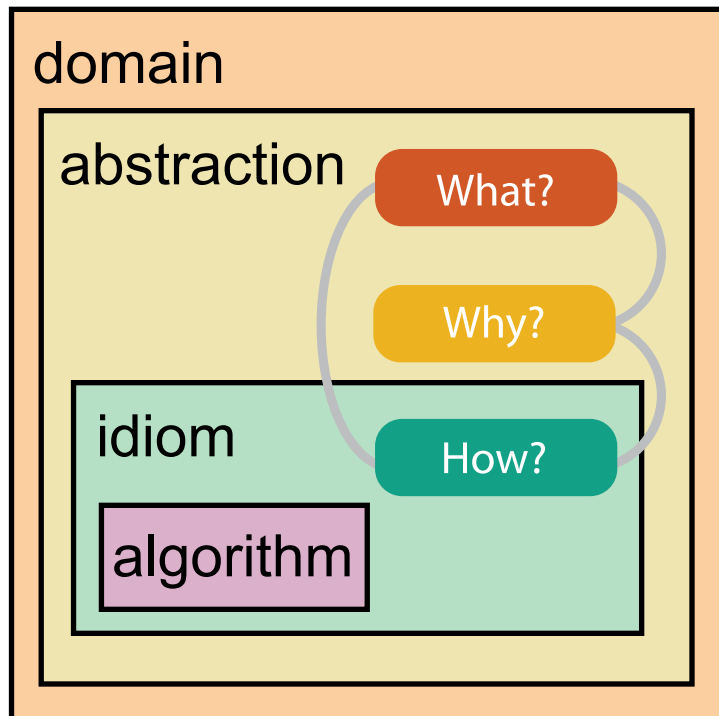 domain
abstraction
What?
Why?
idiom
How?
algorithm